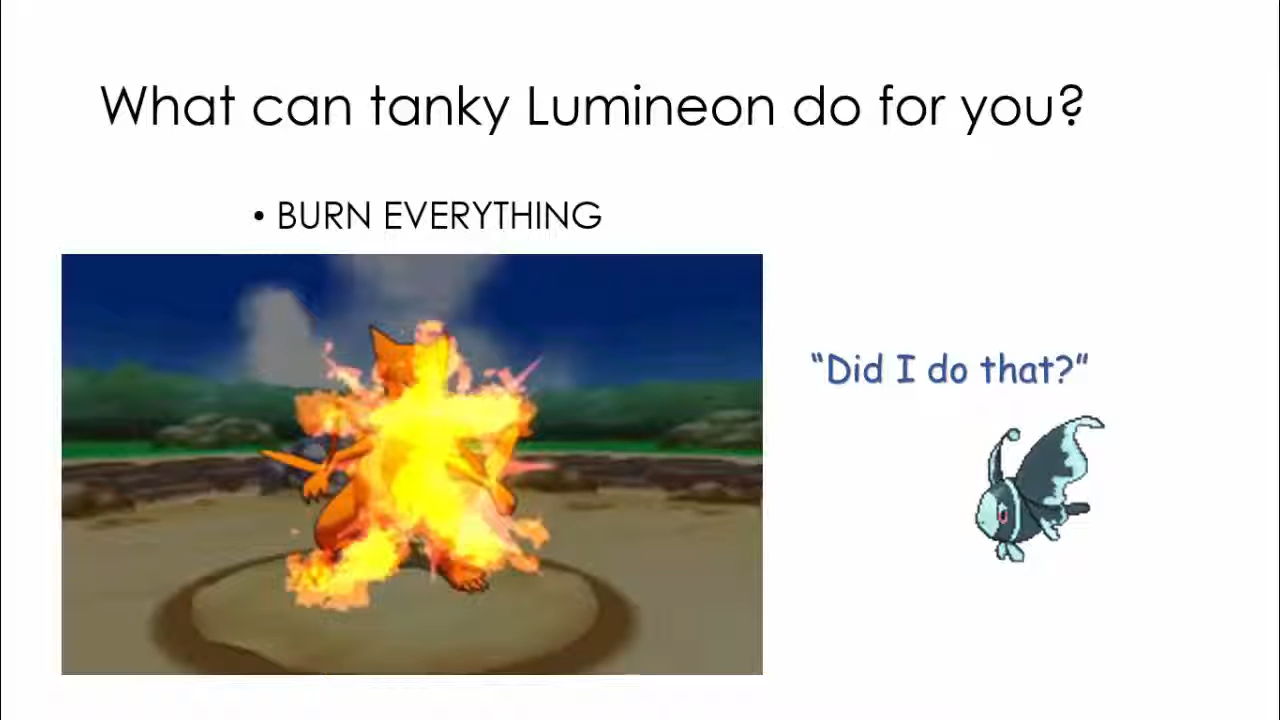 What can tanky Lumineon do for you?
• BURN EVERYTHING
“Did I do that?”